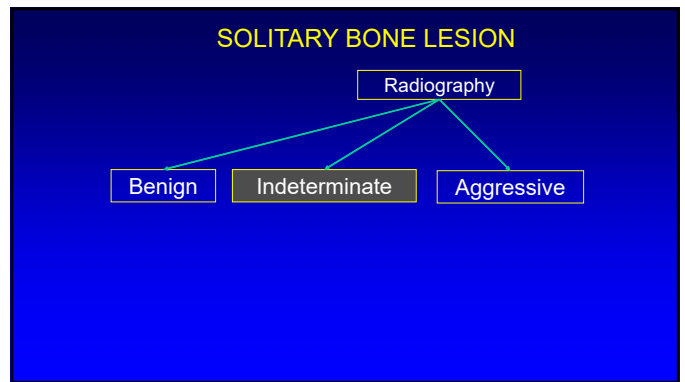 SOLITARY BONE LESION
Radiography
Benign
Indeterminate
Aggressive